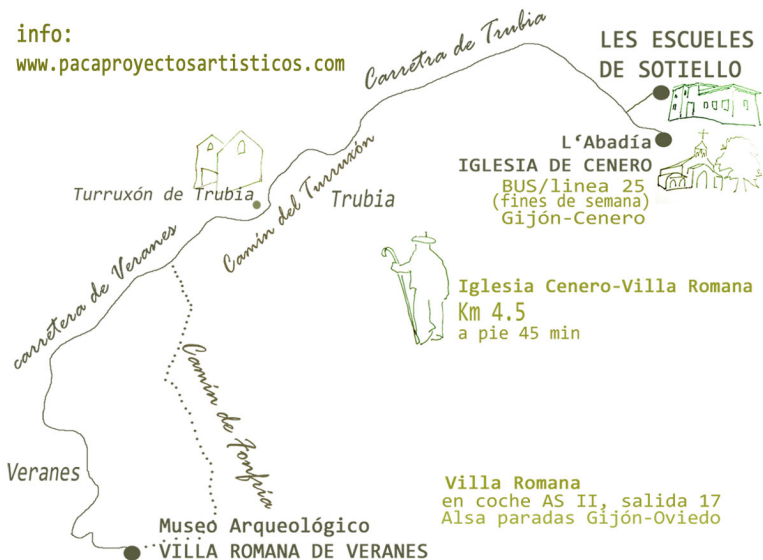 info:
www.pacaproyectosartisticos.com
Carretra de Trubia
LES ESCUELES
DE SOTIELLO
L'Abadía
IGLESIA DE CENERO
BUS/linea 25
(fines de semana)
Gijón-Cenero
Turruxón de Trubia
Camín del Turruxón
Trubia
carretera de Veranes
Iglesia Cenero-Villa Romana
Km 4.5
a pie 45 min
Camín de Fonfría
Veranes
Villa Romana
en coche AS II, salida 17
Alsa paradas Gijón-Oviedo
Museo Arqueológico
VILLA ROMANA DE VERANES